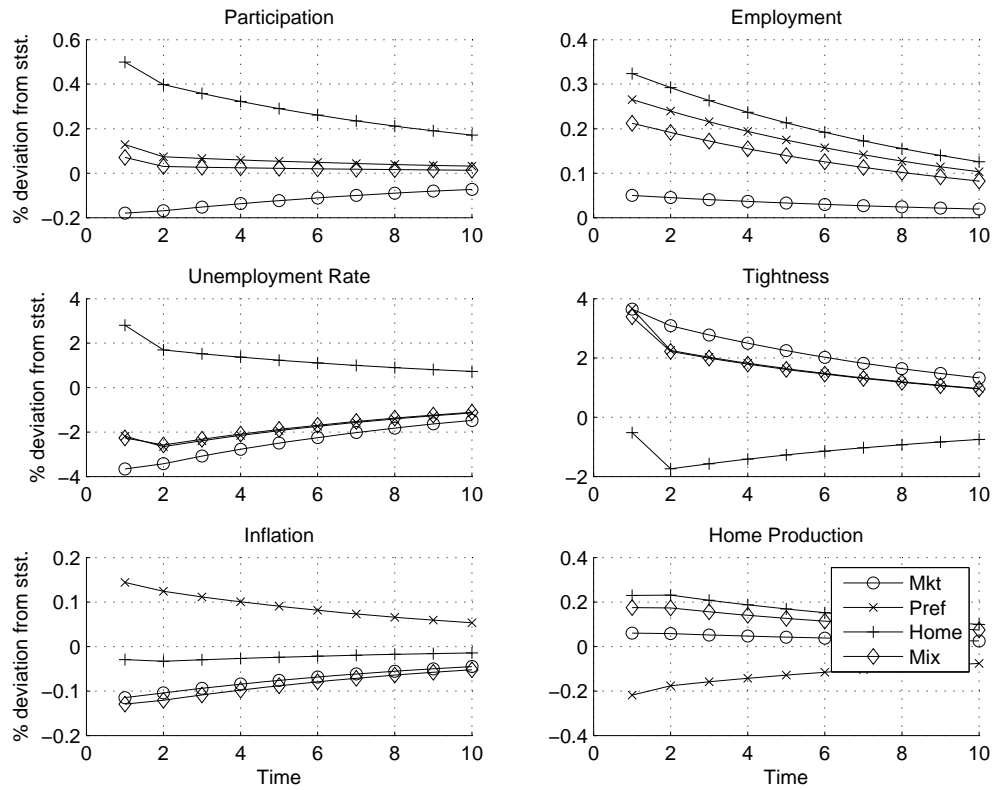 Participation
% deviation from stst.
0.6
0.4
0.2
0
−0.2
0 2 4 6 8 10
Employment
0.4
0.3
0.2
0.1
0
0 2 4 6 8 10
Unemployment Rate
% deviation from stst.
4
2
0
−2
−4
0 2 4 6 8 10
Tightness
4
2
0
−2
0 2 4 6 8 10
Inflation
% deviation from stst.
0.2
0.1
0
−0.1
−0.2
0 2 4 6 8 10
Time
Home Production
0.4
0.2
0
−0.2
−0.4
0 2 4 6 8 10
Time
Mkt
Pref
Home
Mix